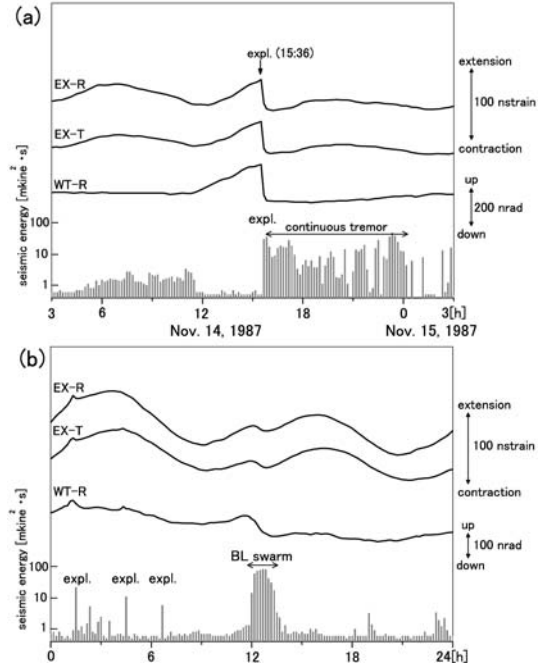 (a)
expl. (15:36)
extension
EX-R
100 nstrain
EX-T
contraction
WT-R
up
200 nrad
down
seismic energy [mkine²・s]
100
10
1
expl.
continuous tremor
3 6 9 12 15 18 0 3[h]
Nov. 14, 1987 Nov. 15, 1987
(b)
EX-R
extension
EX-T
100 nstrain
contraction
WT-R
up
100 nrad
down
seismic energy [mkine²・s]
100
10
1
expl. expl. expl.
BL swarm
0 6 12 18 24[h]